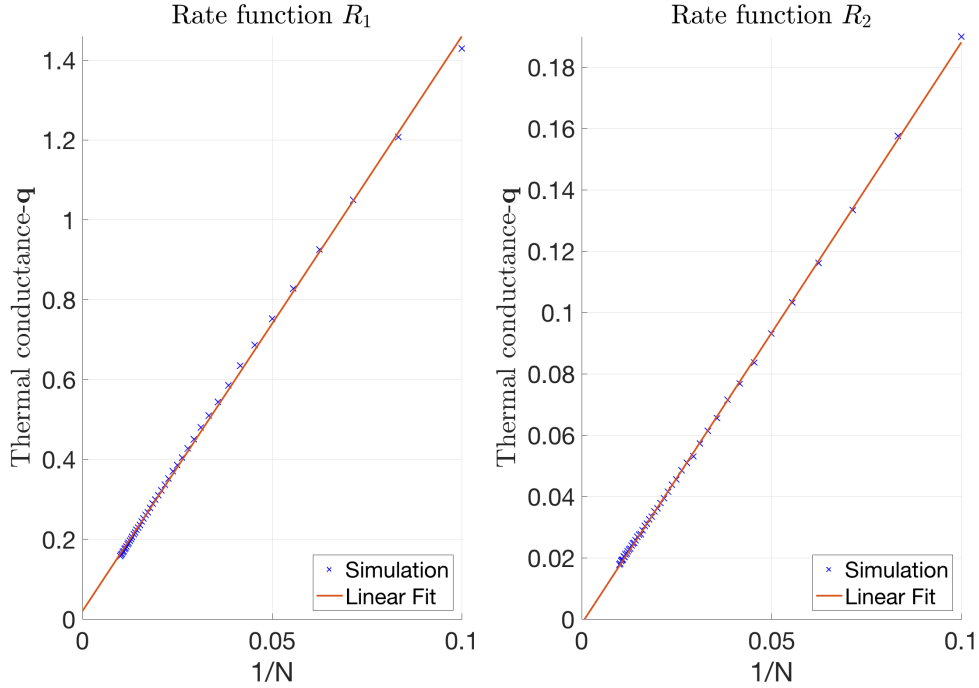 Rate function R₁
Thermal conductance-q
1.4
1.2
1
0.8
0.6
0.4
0.2
0
0
0.05
0.1
1/N
Simulation
Linear Fit
Rate function R₂
Thermal conductance-q
0.18
0.16
0.14
0.12
0.1
0.08
0.06
0.04
0.02
0
0
0.05
0.1
1/N
Simulation
Linear Fit